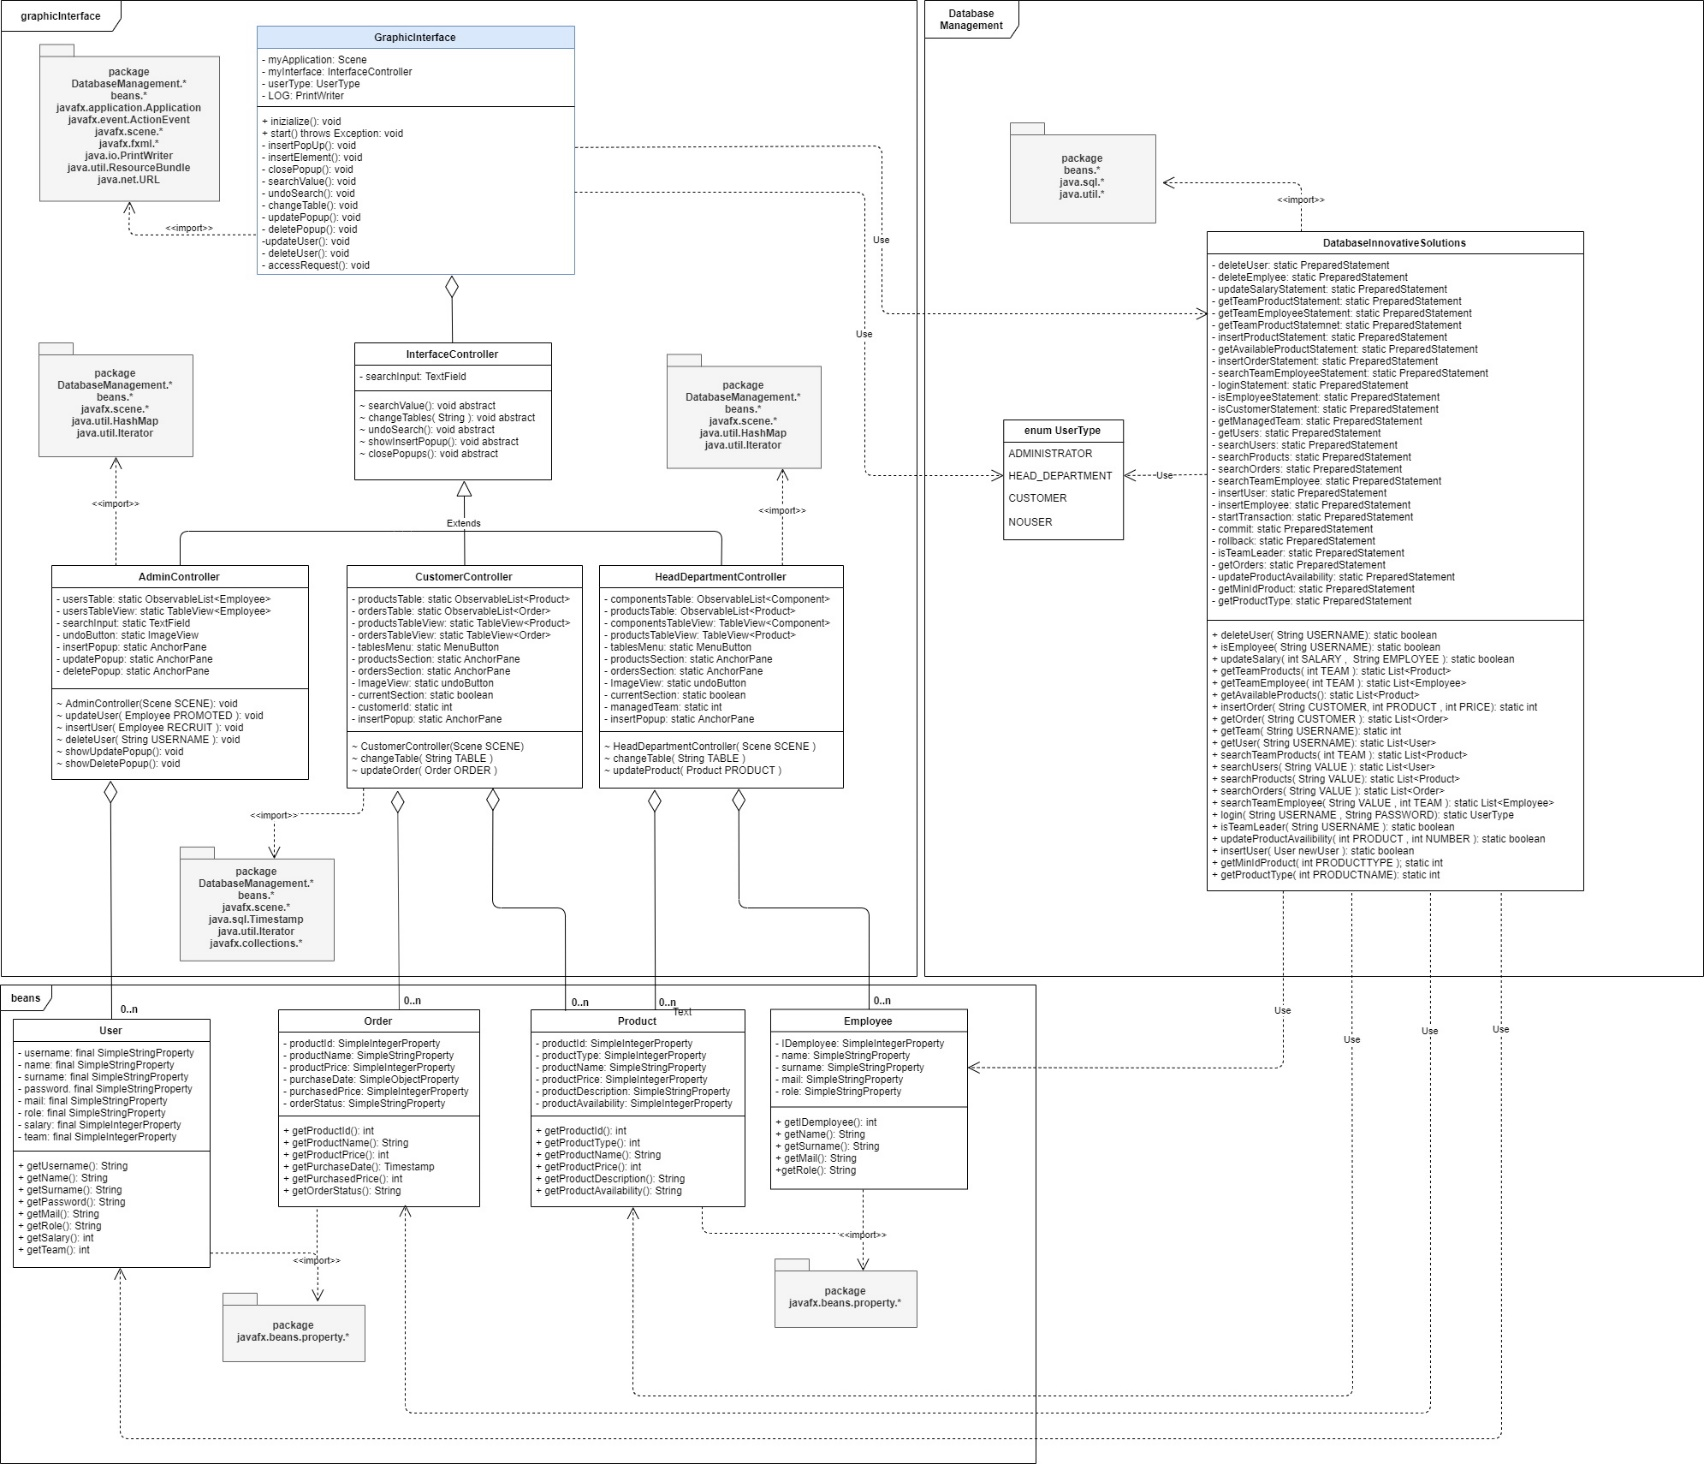 graphicInterface
package
DatabaseManagement.*
beans.*
javafx.application.Application
javafx.event.ActionEvent
javafx.scene.*
javafx.fxml.*
java.io.PrintWriter
java.util.ResourceBundle
java.net.URL
<<import>>
GraphicInterface
- myApplication: Scene
- myInterface: InterfaceController
- userType: UserType
- LOG: PrintWriter
+ inizialize(): void
+ start() throws Exception: void
- insertPopUp(): void
- insertElement(): void
- closePopup(): void
- searchValue(): void
- undoSearch(): void
- changeTable(): void
- updatePopup(): void
- deletePopup(): void
-updateUser(): void
- deleteUser(): void
- accessRequest(): void
Use
Use
InterfaceController
- searchInput: TextField
~ searchValue(): void abstract
~ changeTables( String ): void abstract
~ undoSearch(): void abstract
~ showInsertPopup(): void abstract
~ closePopups(): void abstract
Extends
package
DatabaseManagement.*
beans.*
javafx.scene.*
java.util.HashMap
java.util.Iterator
<<import>>
package
DatabaseManagement.*
beans.*
javafx.scene.*
java.util.HashMap
java.util.Iterator
<<import>>
AdminController
- usersTable: static ObservableList<Employee>
- usersTableView: static TableView<Employee>
- searchInput: static TextField
- undoButton: static ImageView
- insertPopup: static AnchorPane
- updatePopup: static AnchorPane
- deletePopup: static AnchorPane
~ AdminController(Scene SCENE): void
~ updateUser( Employee PROMOTED ): void
~ insertUser( Employee RECRUIT ): void
~ deleteUser( String USERNAME ): void
~ showUpdatePopup(): void
~ showDeletePopup(): void
CustomerController
- productsTable: static ObservableList<Product>
- ordersTable: static ObservableList<Order>
- productsTableView: static TableView<Product>
- ordersTableView: static TableView<Order>
- tablesMenu: static MenuButton
- productsSection: static AnchorPane
- ordersSection: static AnchorPane
- ImageView: static undoButton
- currentSection: static boolean
- customerId: static int
- insertPopup: static AnchorPane
~ CustomerController(Scene SCENE)
~ changeTable( String TABLE )
~ updateOrder( Order ORDER )
HeadDepartmentController
- componentsTable: ObservableList<Component>
- productsTable: ObservableList<Product>
- componentsTableView: TableView<Component>
- productsTableView: TableView<Product>
- tablesMenu: static MenuButton
- productsSection: static AnchorPane
- ordersSection: static AnchorPane
- ImageView: static undoButton
- currentSection: static boolean
- managedTeam: static int
- insertPopup: static AnchorPane
~ HeadDepartmentController( Scene SCENE )
~ changeTable( String TABLE )
~ updateProduct( Product PRODUCT )
<<import>>
package
DatabaseManagement.*
beans.*
javafx.scene.*
java.sql.Timestamp
java.util.Iterator
javafx.collections.*
Database
Management
package
beans.*
java.sql.*
java.util.*
<<import>>
enum UserType
ADMINISTRATOR
HEAD_DEPARTMENT
CUSTOMER
NOUSER
Use
DatabaseInnovativeSolutions
- deleteUser: static PreparedStatement
- deleteEmplyee: static PreparedStatement
- updateSalaryStatement: static PreparedStatement
- getTeamProductStatement: static PreparedStatement
- getTeamEmployeeStatement: static PreparedStatement
- getTeamProductStatemnet: static PreparedStatement
- insertProductStatement: static PreparedStatement
- getAvailableProductStatement: static PreparedStatement
- insertOrderStatement: static PreparedStatement
- searchTeamEmployeeStatement: static PreparedStatement
- loginStatement: static PreparedStatement
- isEmployeeStatement: static PreparedStatement
- isCustomerStatement: static PreparedStatement
- getManagedTeam: static PreparedStatement
- getUsers: static PreparedStatement
- searchUsers: static PreparedStatement
- searchProducts: static PreparedStatement
- searchOrders: static PreparedStatement
- searchTeamEmployee: static PreparedStatement
- insertUser: static PreparedStatement
- insertEmployee: static PreparedStatement
- startTransaction: static PreparedStatement
- commit: static PreparedStatement
- rollback: static PreparedStatement
- isTeamLeader: static PreparedStatement
- getOrders: static PreparedStatement
- updateProductAvailability: static PreparedStatement
- getMinIdProduct: static PreparedStatement
- getProductType: static PreparedStatement
+ deleteUser( String USERNAME): static boolean
+ isEmployee( String USERNAME): static boolean
+ updateSalary( int SALARY , String EMPLOYEE ): static boolean
+ getTeamProducts( int TEAM ): static List<Product>
+ getTeamEmployee( int TEAM ): static List<Employee>
+ getAvailableProducts(): static List<Product>
+ insertOrder( String CUSTOMER, int PRODUCT , int PRICE): static int
+ getOrder( String CUSTOMER ): static List<Order>
+ getTeam( String USERNAME): static int
+ getUser( String USERNAME): static List<User>
+ searchTeamProducts( int TEAM ): static List<Product>
+ searchUsers( String VALUE ): static List<User>
+ searchProducts( String VALUE): static List<Product>
+ searchOrders( String VALUE ): static List<Order>
+ searchTeamEmployee( String VALUE , int TEAM ): static List<Employee>
+ login( String USERNAME , String PASSWORD): static UserType
+ isTeamLeader( String USERNAME ): static boolean
+ updateProductAvailibility( int PRODUCT , int NUMBER ): static boolean
+ insertUser( User newUser ): static boolean
+ getMinIdProduct( int PRODUCTTYPE ); static int
+ getProductType( int PRODUCTNAME): static int
Use
Use
Use
Use
beans
0..n
User
- username: final SimpleStringProperty
- name: final SimpleStringProperty
- surname: final SimpleStringProperty
- password. final SimpleStringProperty
- mail: final SimpleStringProperty
- role: final SimpleStringProperty
- salary: final SimpleIntegerProperty
- team: final SimpleIntegerProperty
+ getUsername(): String
+ getName(): String
+ getSurname(): String
+ getPassword(): String
+ getMail(): String
+ getRole(): String
+ getSalary(): int
+ getTeam(): int
0..n
Order
- productId: SimpleIntegerProperty
- productName: SimpleStringProperty
- productPrice: SimpleIntegerProperty
- purchaseDate: SimpleObjectProperty
- purchasedPrice: SimpleIntegerProperty
- orderStatus: SimpleStringProperty
+ getProductId(): int
+ getProductName(): String
+ getProductPrice(): int
+ getPurchaseDate(): Timestamp
+ getPurchasedPrice(): int
+ getOrderStatus(): String
0..n
0..n
Text
Product
- productId: SimpleIntegerProperty
- productType: SimpleIntegerProperty
- productName: SimpleStringProperty
- productPrice: SimpleIntegerProperty
- productDescription: SimpleStringProperty
- productAvailability: SimpleIntegerProperty
+ getProductId(): int
+ getProductType(): int
+ getProductName(): String
+ getProductPrice(): int
+ getProductDescription(): String
+ getProductAvailability(): String
0..n
Employee
- IDemployee: SimpleIntegerProperty
- name: SimpleStringProperty
- surname: SimpleStringProperty
- mail: SimpleStringProperty
- role: SimpleStringProperty
+ getIDemployee(): int
+ getName(): String
+ getSurname(): String
+ getMail(): String
+getRole(): String
<<import>>
package
javafx.beans.property.*
<<import>>
package
javafx.beans.property.*